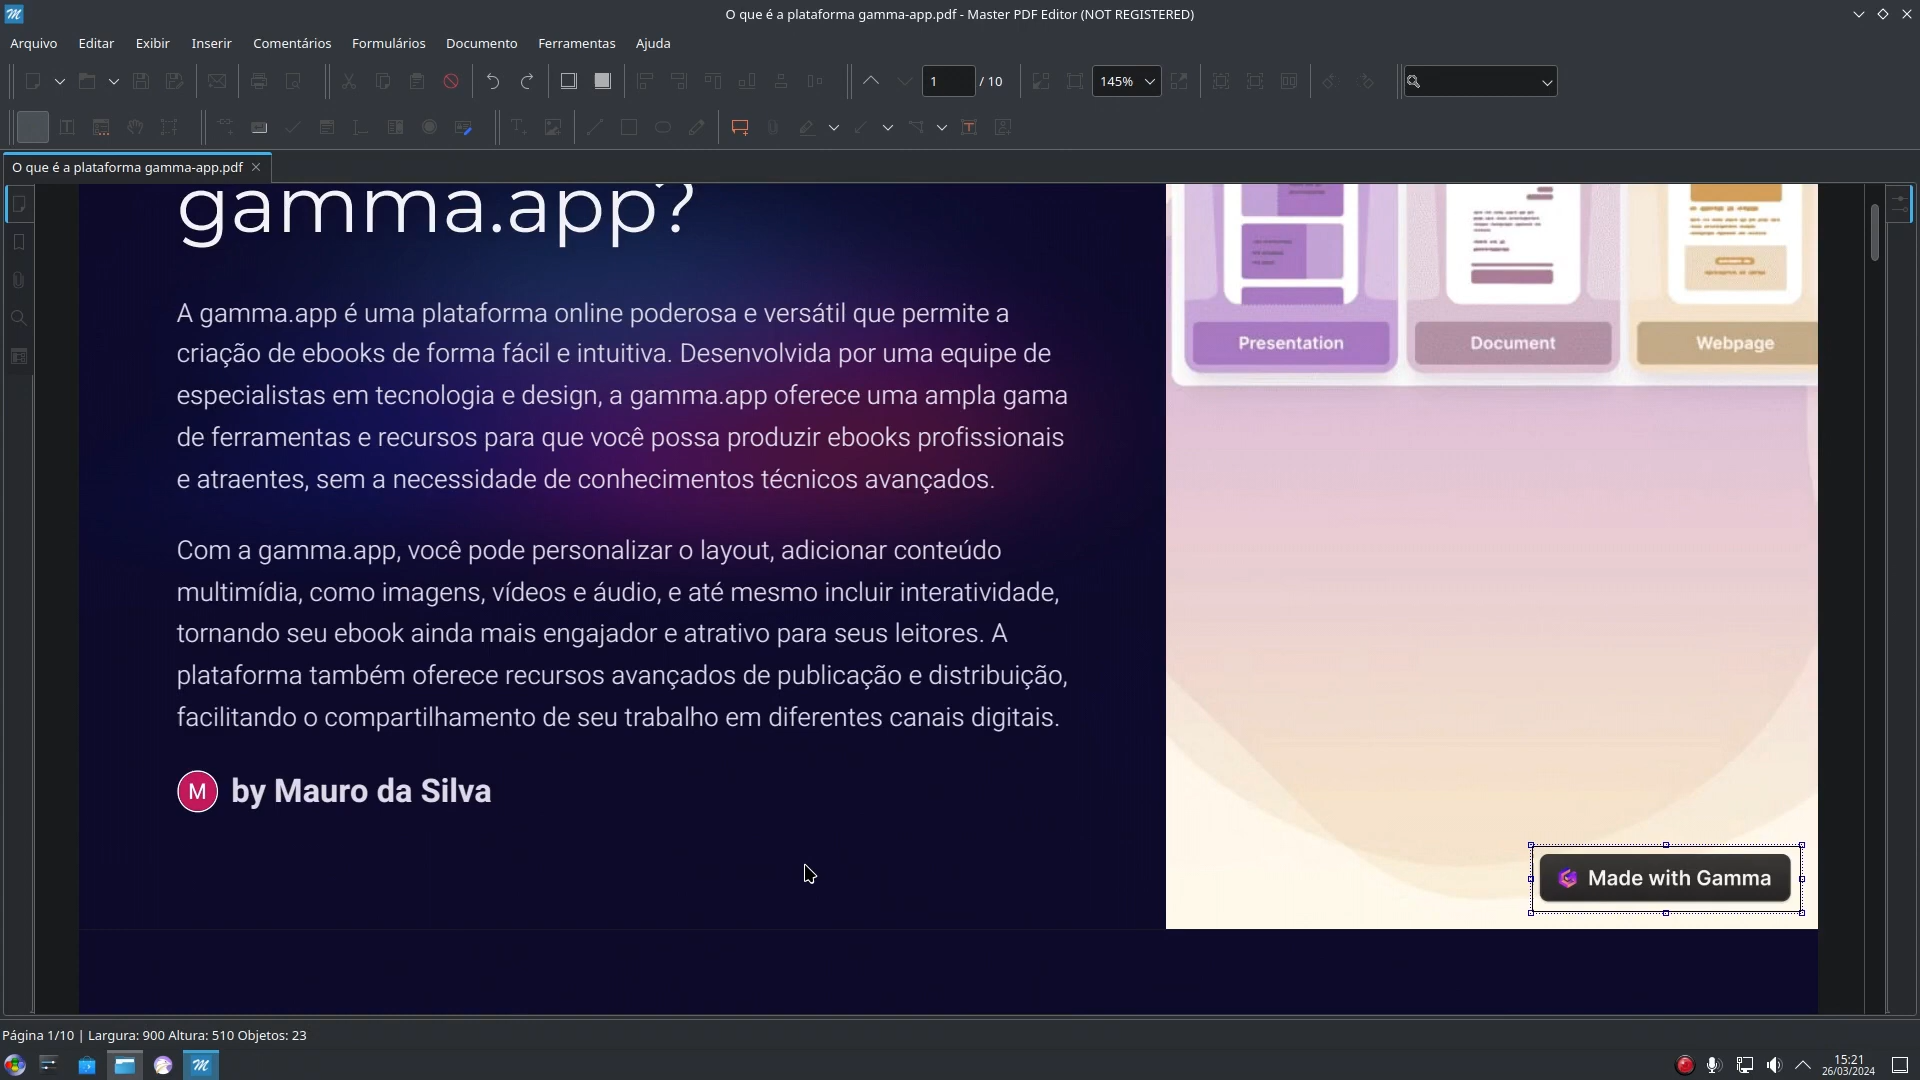 O que é a plataforma gamma-app.pdf - Master PDF Editor (NOT REGISTERED)
Arquivo Editar Exibir Inserir Comentários Formulários Documento Ferramentas Ajuda
1 / 10 145%
O que é a plataforma gamma-app.pdf
gamma.app?
A gamma.app é uma plataforma online poderosa e versátil que permite a
criação de ebooks de forma fácil e intuitiva. Desenvolvida por uma equipe de
especialistas em tecnologia e design, a gamma.app oferece uma ampla gama
de ferramentas e recursos para que você possa produzir ebooks profissionais
e atraentes, sem a necessidade de conhecimentos técnicos avançados.
Com a gamma.app, você pode personalizar o layout, adicionar conteúdo
multimídia, como imagens, vídeos e áudio, e até mesmo incluir interatividade,
tornando seu ebook ainda mais engajador e atrativo para seus leitores. A
plataforma também oferece recursos avançados de publicação e distribuição,
facilitando o compartilhamento de seu trabalho em diferentes canais digitais.
M by Mauro da Silva
Presentation Document Webpage
Made with Gamma
Página 1/10 | Largura: 900 Altura: 510 Objetos: 23
15:21
26/03/2024